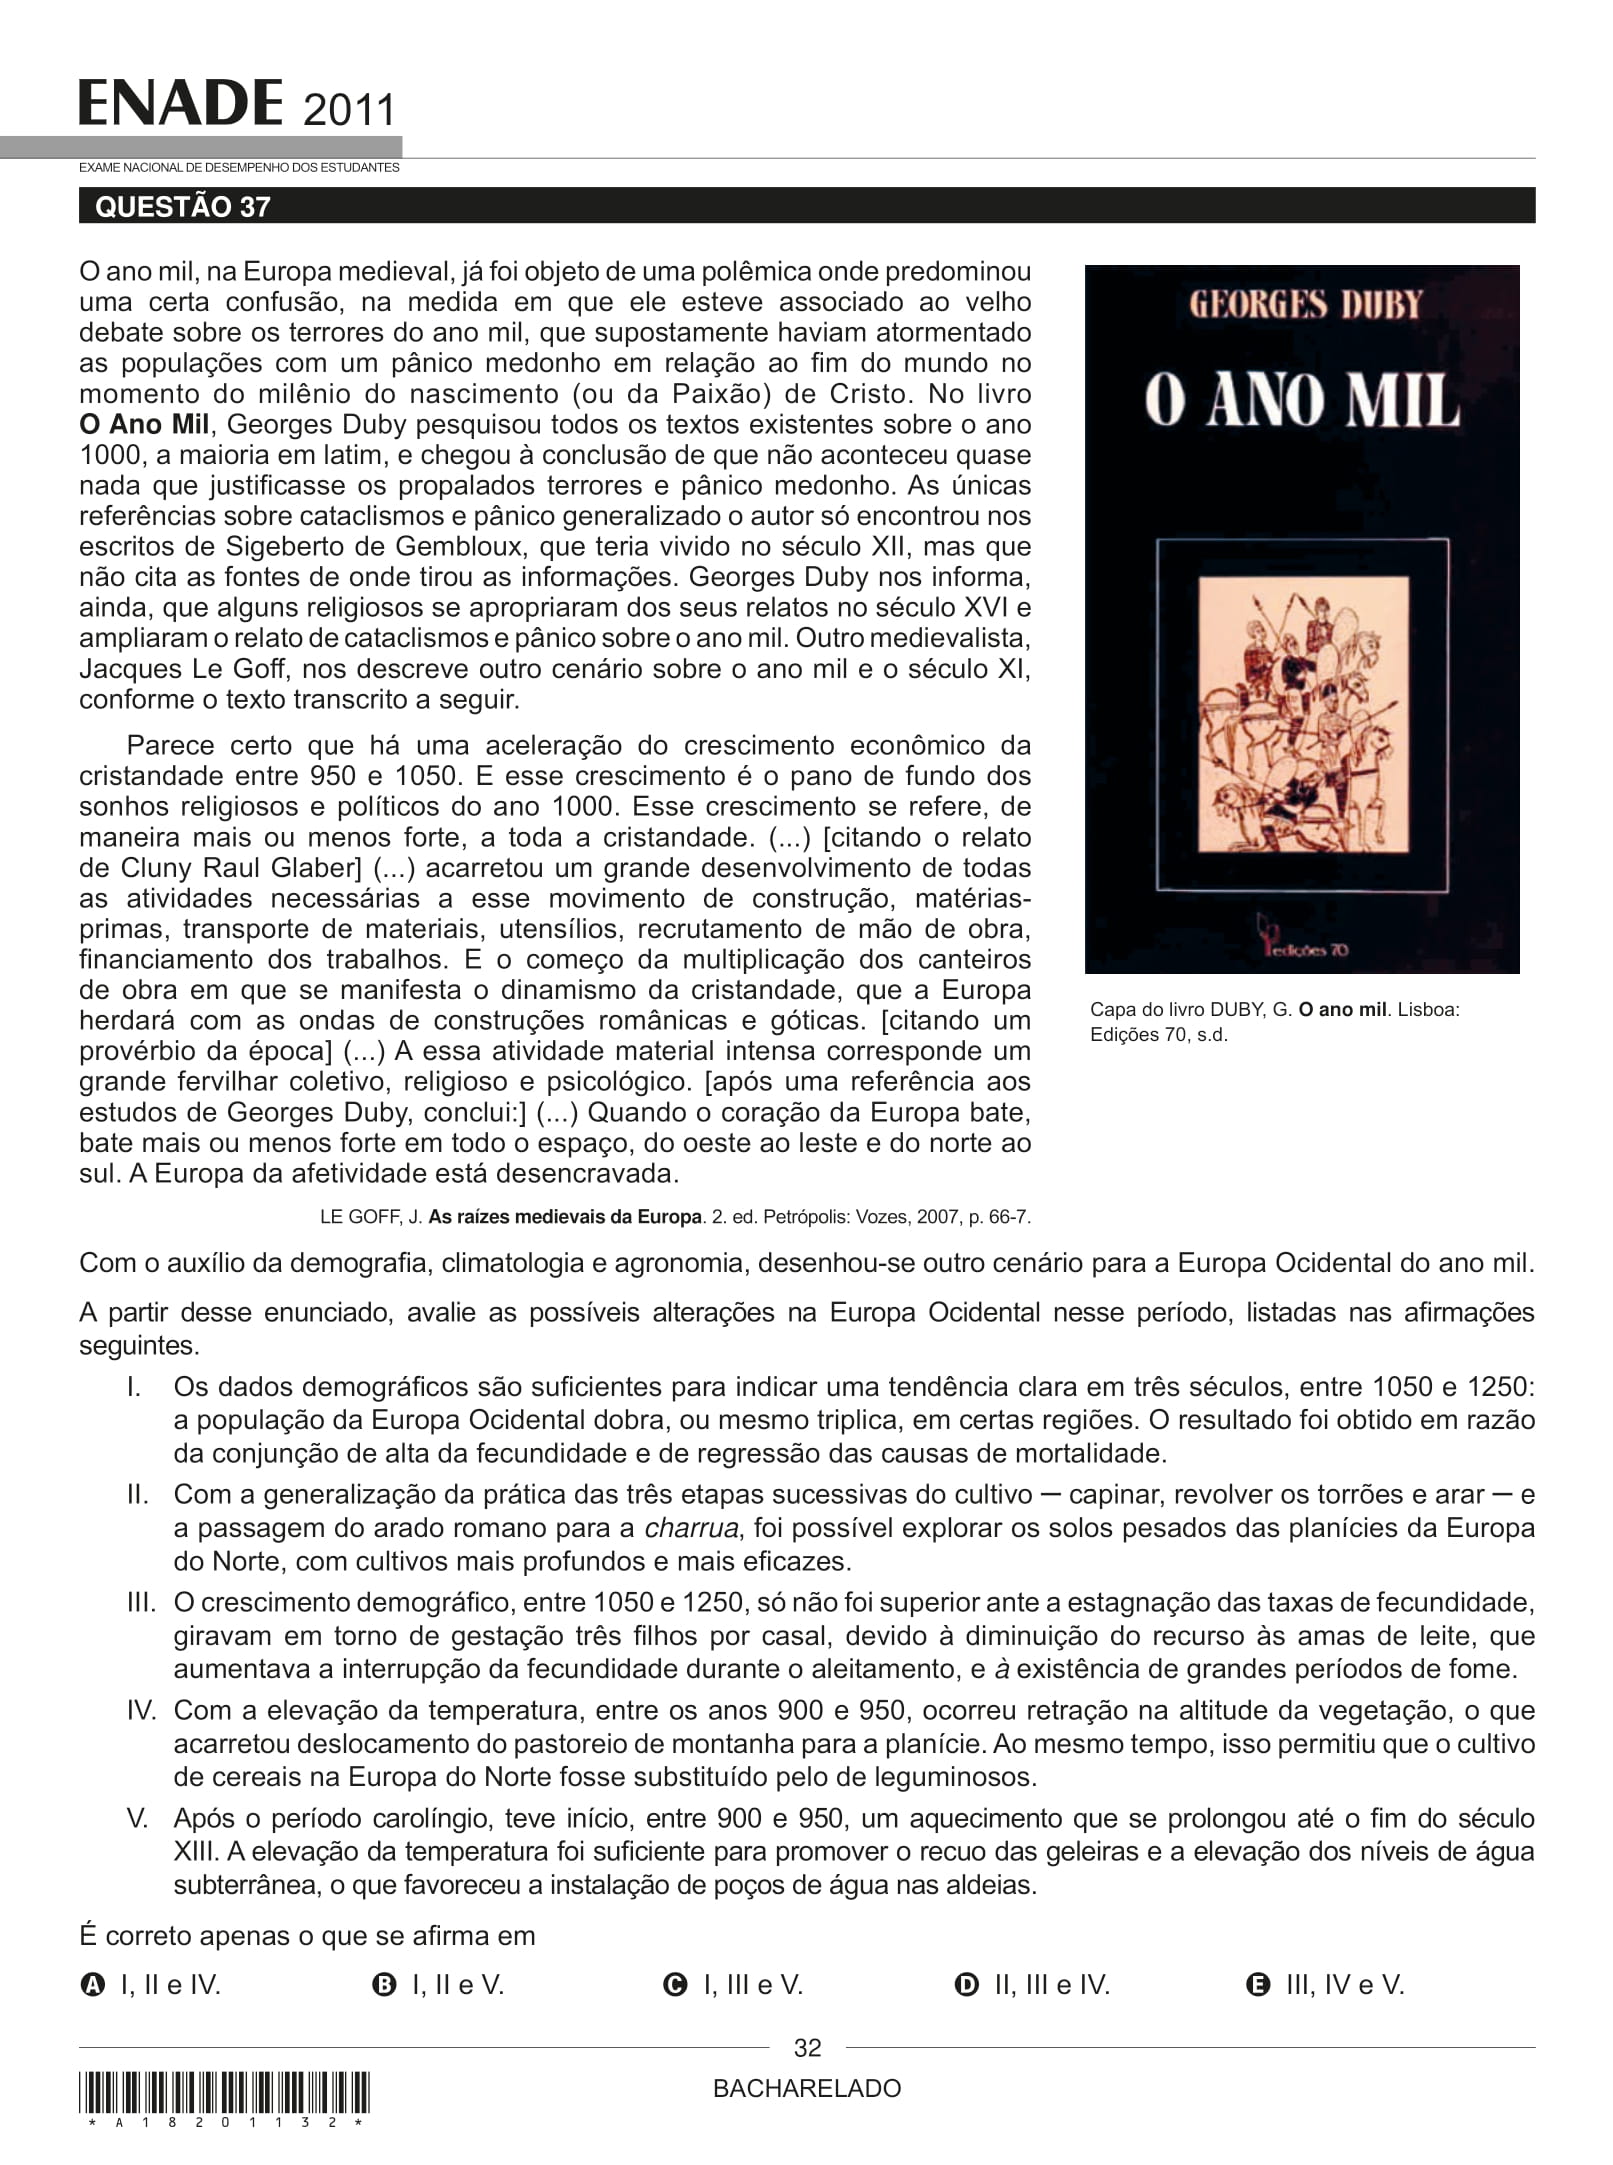 ENADE 2011
EXAME NACIONAL DE DESEMPENHO DOS ESTUDANTES
QUESTÃO 37
O ano mil, na Europa medieval, já foi objeto de uma polêmica onde predominou
uma certa confusão, na medida em que ele esteve associado ao velho
debate sobre os terrores do ano mil, que supostamente haviam atormentado
as populações com um pânico medonho em relação ao fim do mundo no
momento do milênio do nascimento (ou da Paixão) de Cristo. No livro
O Ano Mil, Georges Duby pesquisou todos os textos existentes sobre o ano
1000, a maioria em latim, e chegou à conclusão de que não aconteceu quase
nada que justificasse os propalados terrores e pânico medonho. As únicas
referências sobre cataclismos e pânico generalizado o autor só encontrou nos
escritos de Sigeberto de Gembloux, que teria vivido no século XII, mas que
não cita as fontes de onde tirou as informações. Georges Duby nos informa,
ainda, que alguns religiosos se apropriaram dos seus relatos no século XVI e
ampliaram o relato de cataclismos e pânico sobre o ano mil. Outro medievalista,
Jacques Le Goff, nos descreve outro cenário sobre o ano mil e o século XI,
conforme o texto transcrito a seguir.
Parece certo que há uma aceleração do crescimento econômico da
cristandade entre 950 e 1050. E esse crescimento é o pano de fundo dos
sonhos religiosos e políticos do ano 1000. Esse crescimento se refere, de
maneira mais ou menos forte, a toda a cristandade. (...) [citando o relato
de Cluny Raul Glaber] (...) acarretou um grande desenvolvimento de todas
as atividades necessárias a esse movimento de construção, matérias-
primas, transporte de materiais, utensílios, recrutamento de mão de obra,
financiamento dos trabalhos. E o começo da multiplicação dos canteiros
de obra em que se manifesta o dinamismo da cristandade, que a Europa
herdará com as ondas de construções românicas e góticas. [citando um
provérbio da época] (...) A essa atividade material intensa corresponde um
grande fervilhar coletivo, religioso e psicológico. [após uma referência aos
estudos de Georges Duby, conclui:] (...) Quando o coração da Europa bate,
bate mais ou menos forte em todo o espaço, do oeste ao leste e do norte ao
sul. A Europa da afetividade está desencravada.
LE GOFF, J. As raízes medievais da Europa. 2. ed. Petrópolis: Vozes, 2007, p. 66-7.
GEORGES DUBY
O ANO MIL
edições 70
Capa do livro DUBY, G. O ano mil. Lisboa:
Edições 70, s.d.
Com o auxílio da demografia, climatologia e agronomia, desenhou-se outro cenário para a Europa Ocidental do ano mil.
A partir desse enunciado, avalie as possíveis alterações na Europa Ocidental nesse período, listadas nas afirmações
seguintes.
I. Os dados demográficos são suficientes para indicar uma tendência clara em três séculos, entre 1050 e 1250:
a população da Europa Ocidental dobra, ou mesmo triplica, em certas regiões. O resultado foi obtido em razão
da conjunção de alta da fecundidade e de regressão das causas de mortalidade.
II. Com a generalização da prática das três etapas sucessivas do cultivo — capinar, revolver os torrões e arar — e
a passagem do arado romano para a charrua, foi possível explorar os solos pesados das planícies da Europa
do Norte, com cultivos mais profundos e mais eficazes.
III. O crescimento demográfico, entre 1050 e 1250, só não foi superior ante a estagnação das taxas de fecundidade,
giravam em torno de gestação três filhos por casal, devido à diminuição do recurso às amas de leite, que
aumentava a interrupção da fecundidade durante o aleitamento, e à existência de grandes períodos de fome.
IV. Com a elevação da temperatura, entre os anos 900 e 950, ocorreu retração na altitude da vegetação, o que
acarretou deslocamento do pastoreio de montanha para a planície. Ao mesmo tempo, isso permitiu que o cultivo
de cereais na Europa do Norte fosse substituído pelo de leguminosos.
V. Após o período carolíngio, teve início, entre 900 e 950, um aquecimento que se prolongou até o fim do século
XIII. A elevação da temperatura foi suficiente para promover o recuo das geleiras e a elevação dos níveis de água
subterrânea, o que favoreceu a instalação de poços de água nas aldeias.
É correto apenas o que se afirma em
A I, II e IV.
B I, II e V.
C I, III e V.
D II, III e IV.
E III, IV e V.
32
BACHARELADO
* A 1 8 2 0 1 1 3 2 *